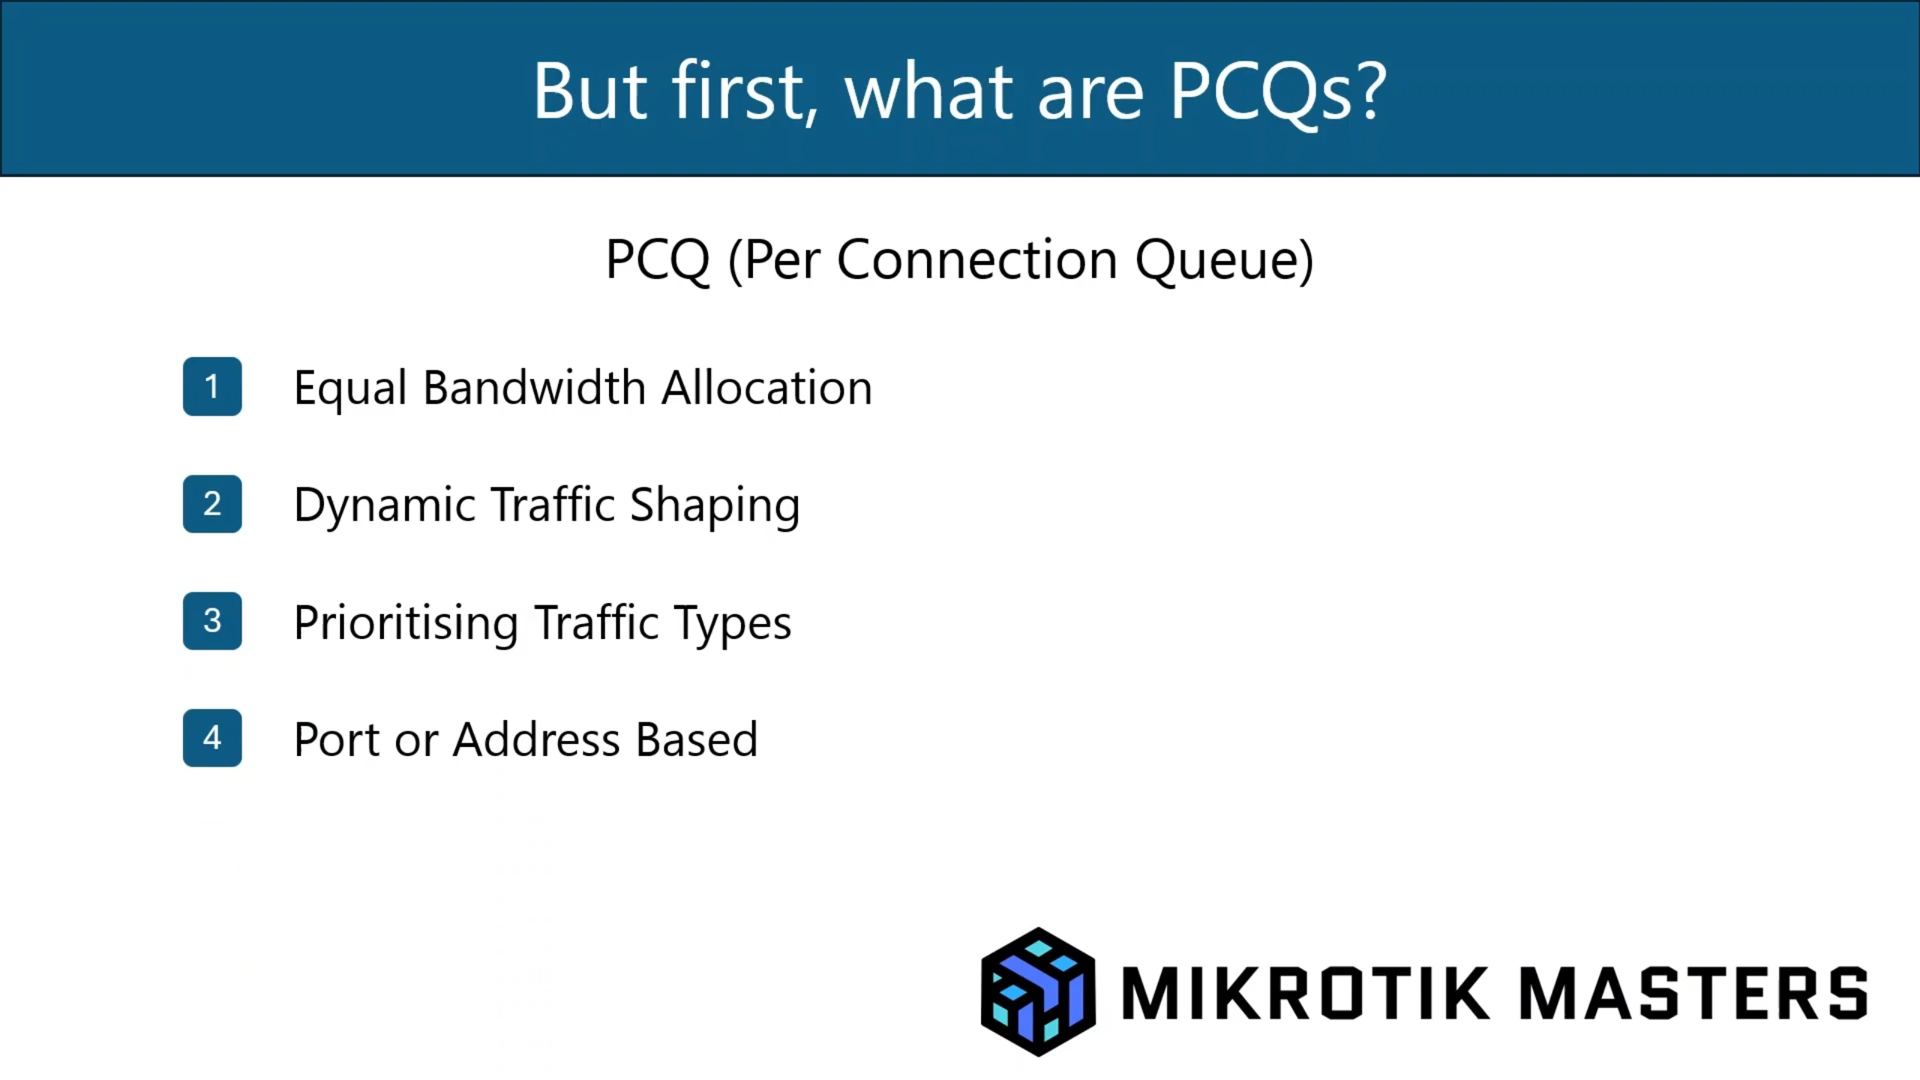 But first, what are PCQs?
PCQ (Per Connection Queue)
1 Equal Bandwidth Allocation
2 Dynamic Traffic Shaping
3 Prioritising Traffic Types
4 Port or Address Based
MIKROTIK MASTERS